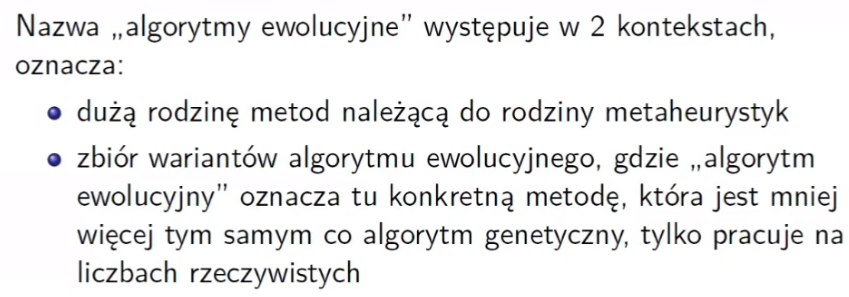 Nazwa „algorytmy ewolucyjne” występuje w 2 kontekstach,
oznacza:
dużą rodzinę metod należącą do rodziny metaheurystyk
zbiór wariantów algorytmu ewolucyjnego, gdzie „algorytm
ewolucyjny” oznacza tu konkretną metodę, która jest mniej
więcej tym samym co algorytm genetyczny, tylko pracuje na
liczbach rzeczywistych